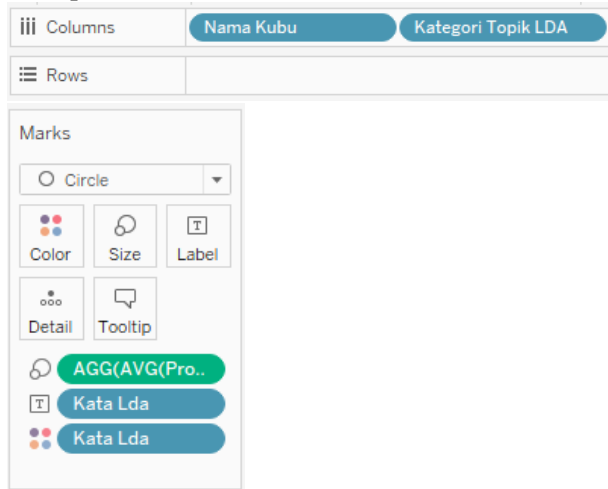 Columns Nama Kubu Kategori Topik LDA
Rows
Marks
Circle
Color Size Label
T
Detail Tooltip
AGG(AVG(Pro..
T Kata Lda
Kata Lda